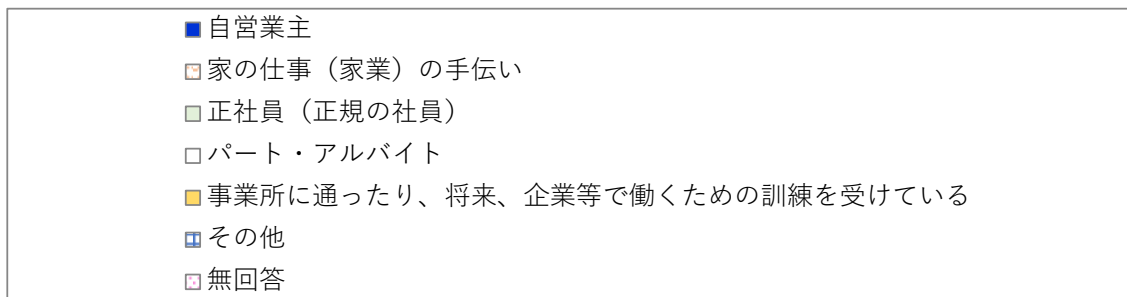 自営業主
家の仕事（家業）の手伝い
正社員（正規の社員）
パート・アルバイト
事業所に通ったり、将来、企業等で働くための訓練を受けている
その他
無回答